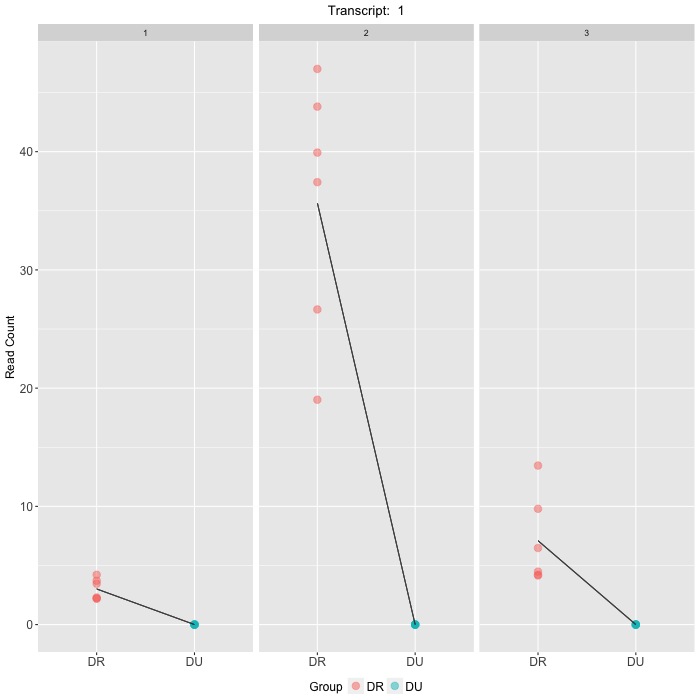 Transcript:  1
1 2 3
40
30
20
10
0
Read Count
DR DU DR DU DR DU
Group DR DU